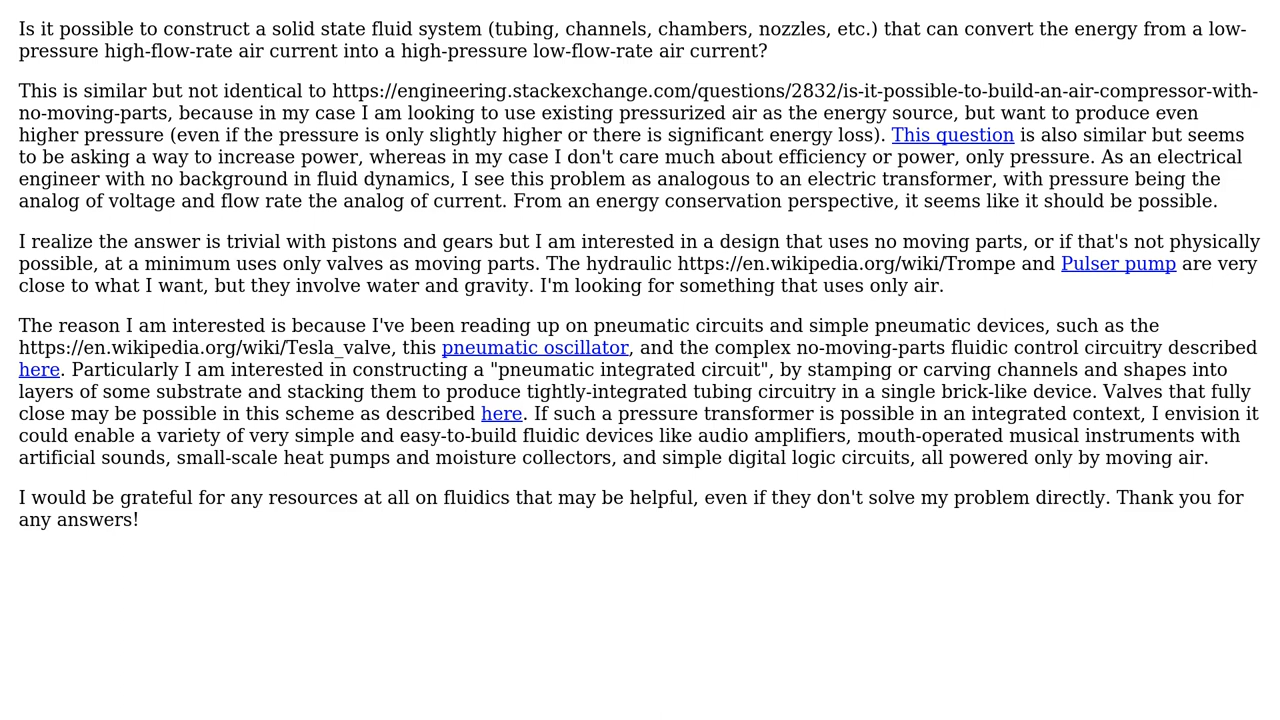 Is it possible to construct a solid state fluid system (tubing, channels, chambers, nozzles, etc.) that can convert the energy from a low-
pressure high-flow-rate air current into a high-pressure low-flow-rate air current?
This is similar but not identical to https://engineering.stackexchange.com/questions/2832/is-it-possible-to-build-an-air-compressor-with-
no-moving-parts, because in my case I am looking to use existing pressurized air as the energy source, but want to produce even
higher pressure (even if the pressure is only slightly higher or there is significant energy loss). This question is also similar but seems
to be asking a way to increase power, whereas in my case I don't care much about efficiency or power, only pressure. As an electrical
engineer with no background in fluid dynamics, I see this problem as analogous to an electric transformer, with pressure being the
analog of voltage and flow rate the analog of current. From an energy conservation perspective, it seems like it should be possible.
I realize the answer is trivial with pistons and gears but I am interested in a design that uses no moving parts, or if that's not physically
possible, at a minimum uses only valves as moving parts. The hydraulic https://en.wikipedia.org/wiki/Trompe and Pulser pump are very
close to what I want, but they involve water and gravity. I'm looking for something that uses only air.
The reason I am interested is because I've been reading up on pneumatic circuits and simple pneumatic devices, such as the
https://en.wikipedia.org/wiki/Tesla_valve, this pneumatic oscillator, and the complex no-moving-parts fluidic control circuitry described
here. Particularly I am interested in constructing a "pneumatic integrated circuit", by stamping or carving channels and shapes into
layers of some substrate and stacking them to produce tightly-integrated tubing circuitry in a single brick-like device. Valves that fully
close may be possible in this scheme as described here. If such a pressure transformer is possible in an integrated context, I envision it
could enable a variety of very simple and easy-to-build fluidic devices like audio amplifiers, mouth-operated musical instruments with
artificial sounds, small-scale heat pumps and moisture collectors, and simple digital logic circuits, all powered only by moving air.
I would be grateful for any resources at all on fluidics that may be helpful, even if they don't solve my problem directly. Thank you for
any answers!